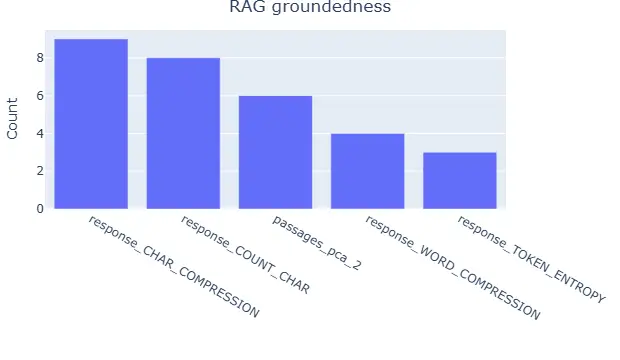 RAG groundedness
Count
8
6
4
2
0
response_CHAR_COMPRESSION
response_COUNT_CHAR
passages_pca_2
response_WORD_COMPRESSION
response_TOKEN_ENTROPY